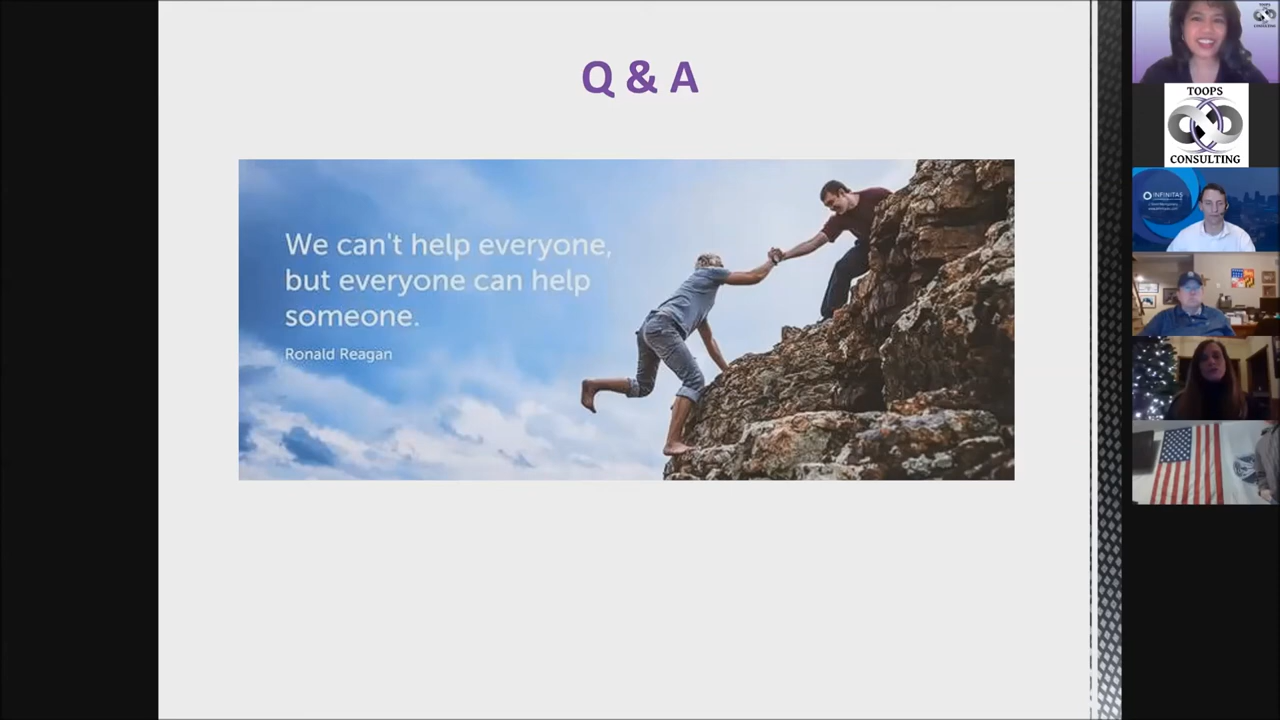 Q & A
We can't help everyone,
but everyone can help
someone.
Ronald Reagan
TOOPS
CONSULTING
INFINITAS